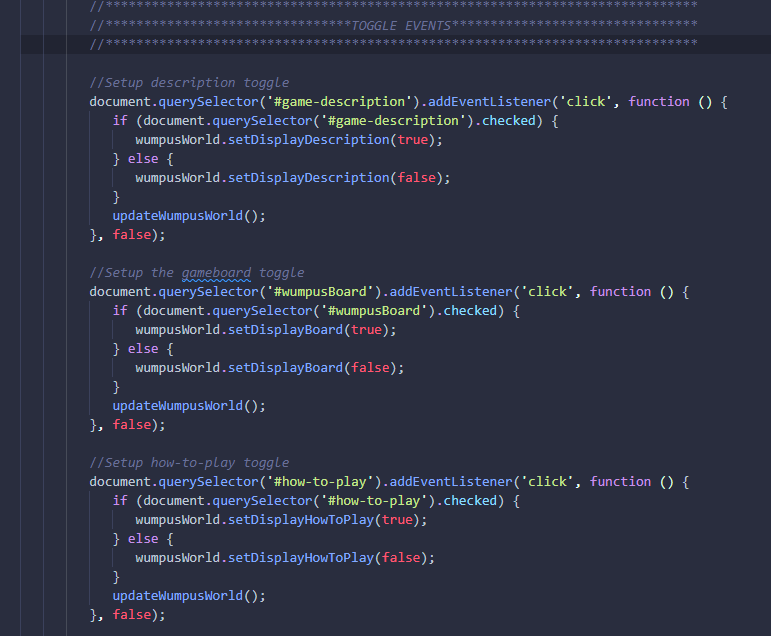 //*****************************************************************************
//********************************TOGGLE EVENTS********************************
//*****************************************************************************
//Setup description toggle
document.querySelector('#game-description').addEventListener('click', function () {
if (document.querySelector('#game-description').checked) {
wumpusWorld.setDisplayDescription(true);
} else {
wumpusWorld.setDisplayDescription(false);
}
updateWumpusWorld();
}, false);
//Setup the gameboard toggle
document.querySelector('#wumpusBoard').addEventListener('click', function () {
if (document.querySelector('#wumpusBoard').checked) {
wumpusWorld.setDisplayBoard(true);
} else {
wumpusWorld.setDisplayBoard(false);
}
updateWumpusWorld();
}, false);
//Setup how-to-play toggle
document.querySelector('#how-to-play').addEventListener('click', function () {
if (document.querySelector('#how-to-play').checked) {
wumpusWorld.setDisplayHowToPlay(true);
} else {
wumpusWorld.setDisplayHowToPlay(false);
}
updateWumpusWorld();
}, false);